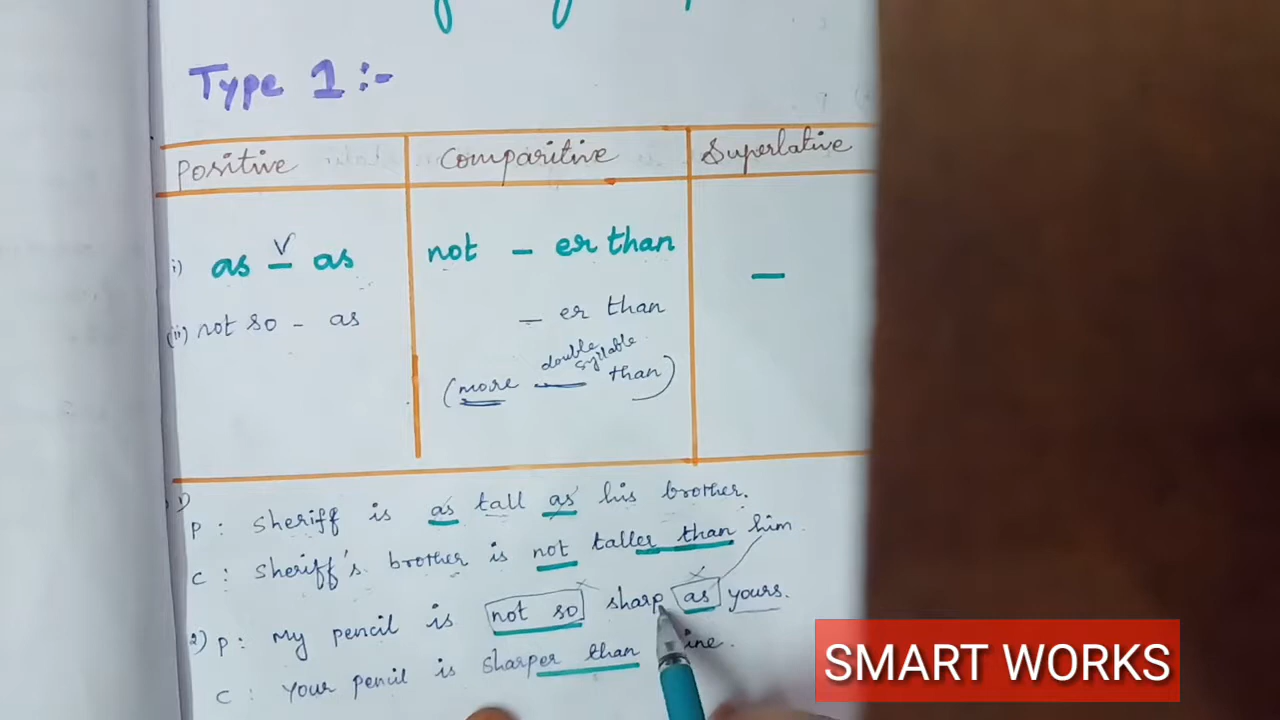 Type 1:-
Positive Comparitive Superlative
i) as – as not – er than –
(ii) not so – as – er than
double syllable
(more — than)
1)
P : Sheriff is as tall as his brother.
C : Sheriff's brother is not taller than him.
2) P : My pencil is not so sharp as yours.
C : Your pencil is sharper than ine.
SMART WORKS